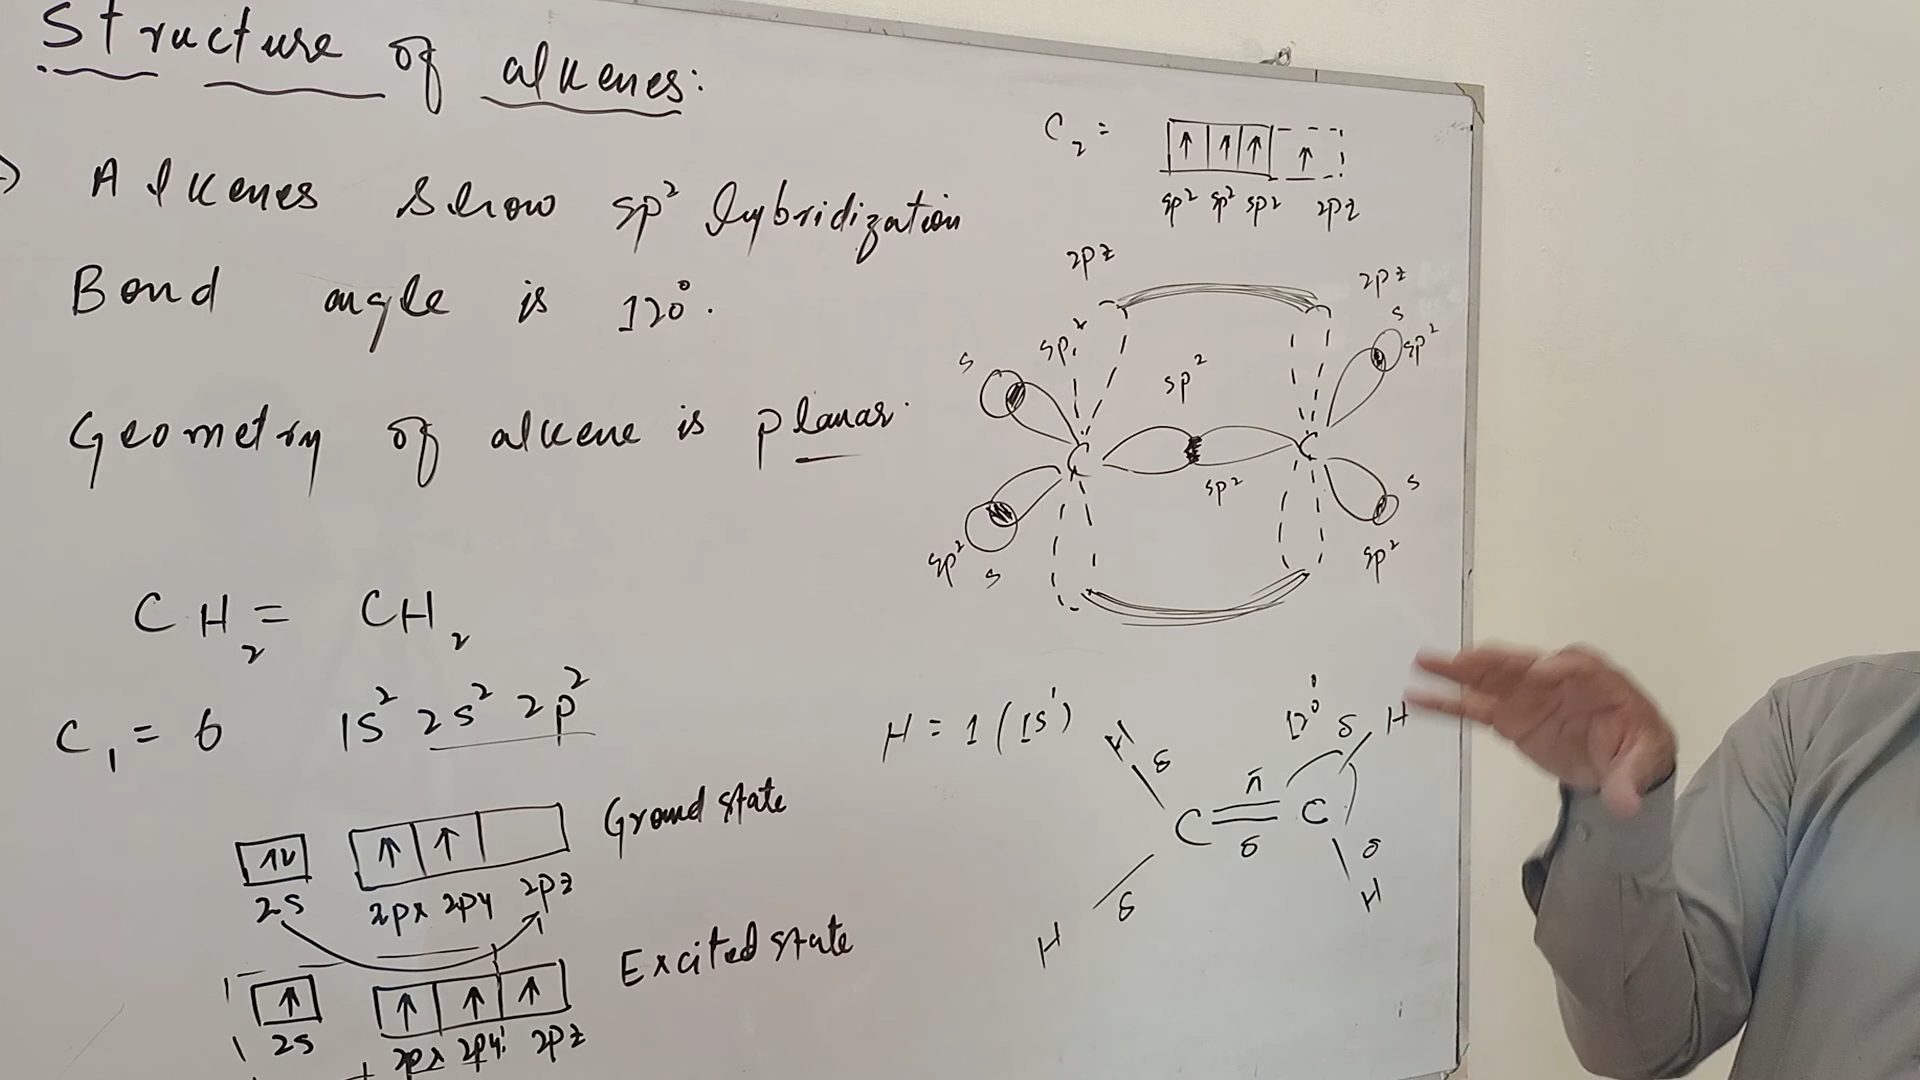 Structure of alkenes:
Alkenes show sp² hybridization
Bond angle is 120°.
Geometry of alkene is planar.
CH₂ = CH₂
C₁ = 6 1s² 2s² 2p²
Ground state
1↓ ↑ ↑
2s 2px 2py 2pz
Excited state
↑ ↑ ↑ ↑
2s 2px 2py 2pz
C₂ = ↑ ↑ ↑ ↑
sp² sp² sp2 2pz
2pz 2pz
s sp² sp² s sp²
C C
sp2 s
sp² s sp²
H = 1 (1s¹)
H δ 120° δ H
π
C = C
δ δ
H δ H